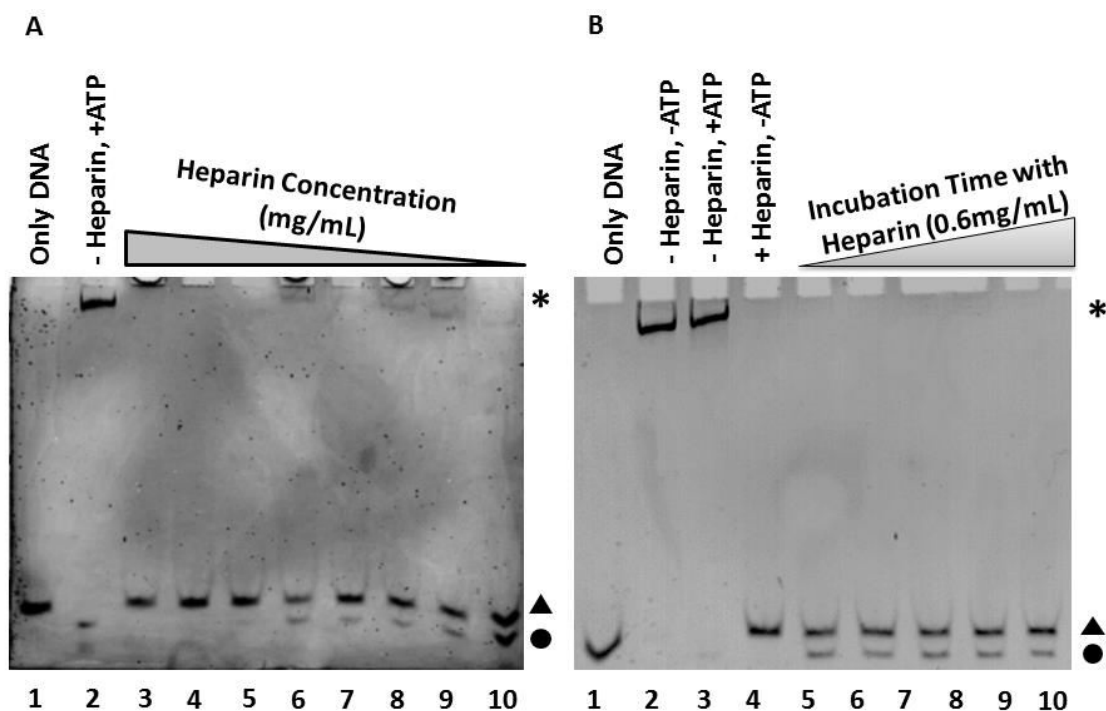 A
Only DNA
- Heparin, +ATP
Heparin Concentration
(mg/mL)
*
1 2 3 4 5 6 7 8 9 10
B
Only DNA
- Heparin, -ATP
- Heparin, +ATP
+ Heparin, -ATP
Incubation Time with
Heparin (0.6mg/mL)
*
1 2 3 4 5 6 7 8 9 10